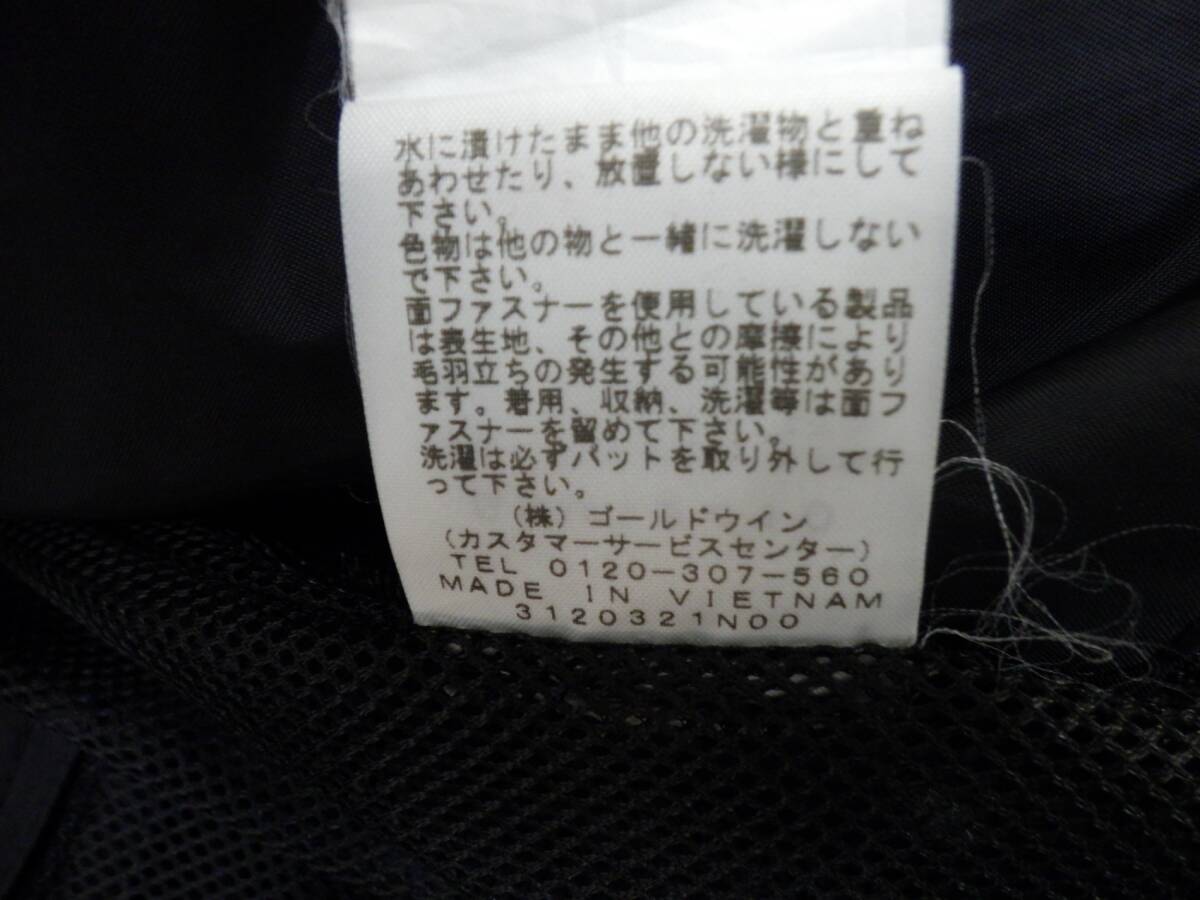 水に漬けたまま他の洗濯物と重ね
あわせたり、放置しない様にして
下さい。
色物は他の物と一緒に洗濯しない
で下さい。
面ファスナーを使用している製品
は表生地、その他との摩擦により
毛羽立ちの発生する可能性があり
ます。着用、収納、洗濯等は面フ
ァスナーを留めて下さい。
洗濯は必ずパットを取り外して行
って下さい。
(株)ゴールドウイン
(カスタマーサービスセンター)
TEL 0120-307-560
MADE IN VIETNAM
3120321N00